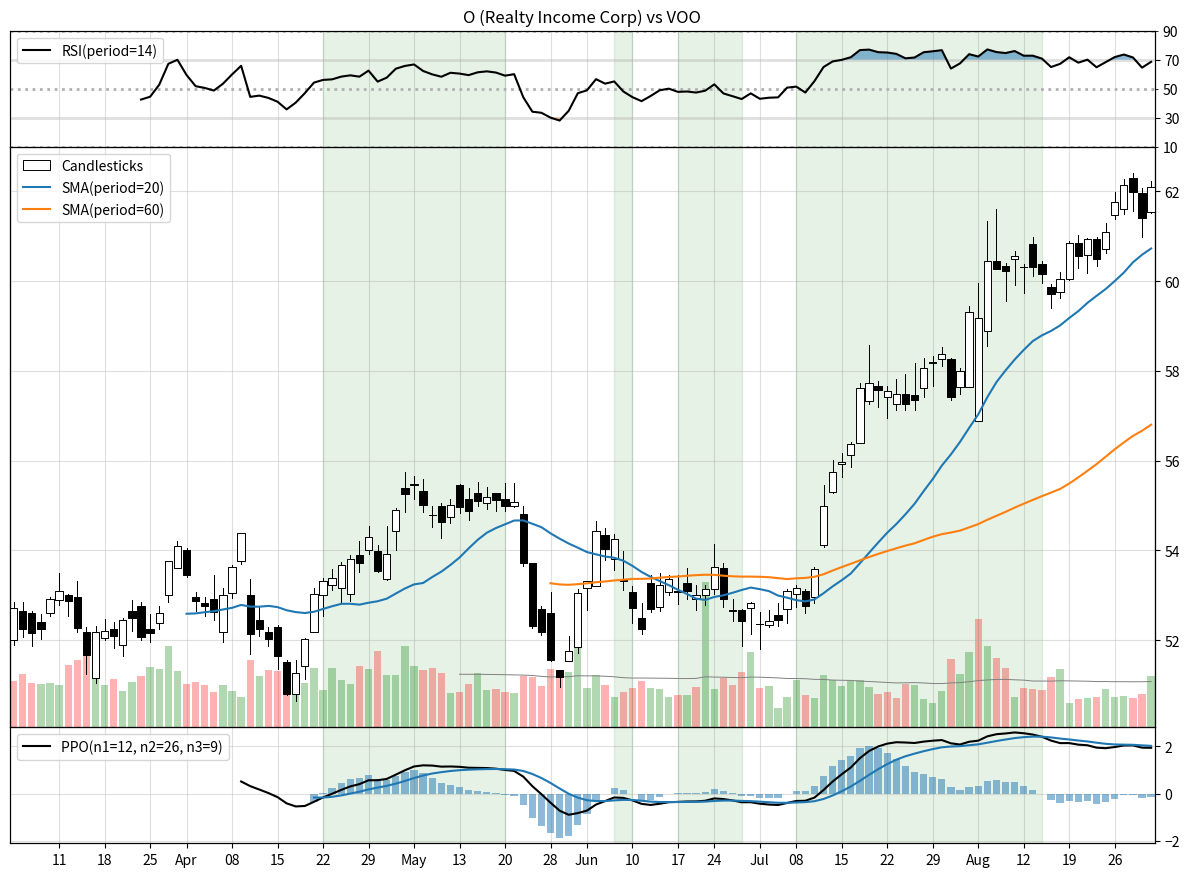 O (Realty Income Corp) vs VOO
RSI(period=14)
90
70
50
30
10
Candlesticks
SMA(period=20)
SMA(period=60)
62
60
58
56
54
52
PPO(n1=12, n2=26, n3=9)
2
0
−2
11 18 25 Apr 08 15 22 29 May 13 20 28 Jun 10 17 24 Jul 08 15 22 29 Aug 12 19 26